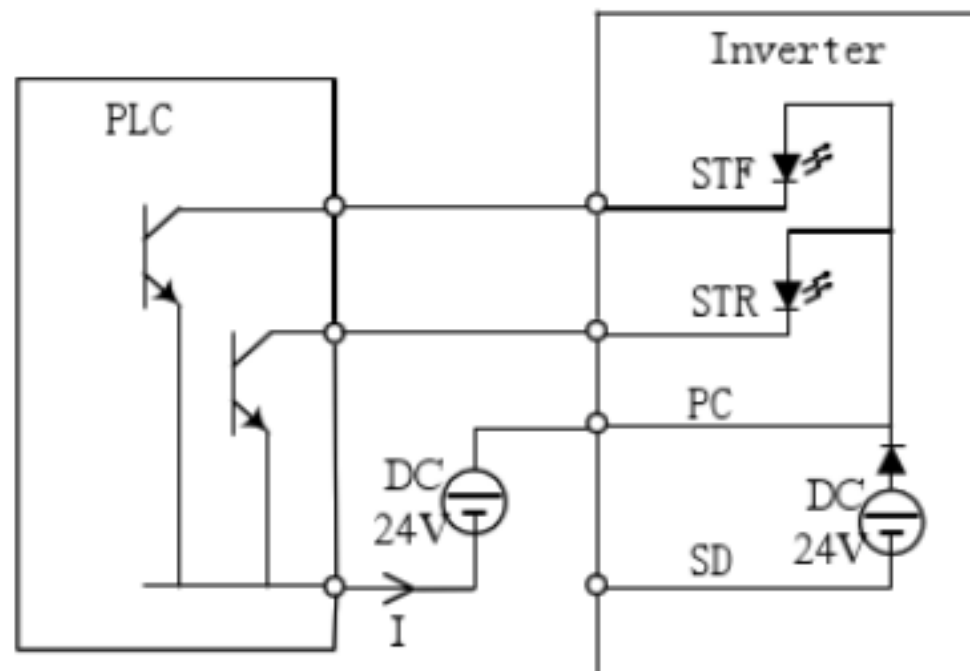 Inverter
PLC
STF
STR
PC
DC
24V
DC
24V
SD
I